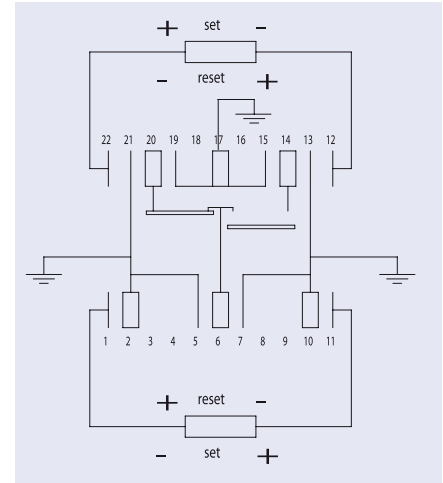 + set -
- reset +
22 21 20 19 18 17 16 15 14 13 12
1 2 3 4 5 6 7 8 9 10 11
+ reset -
- set +